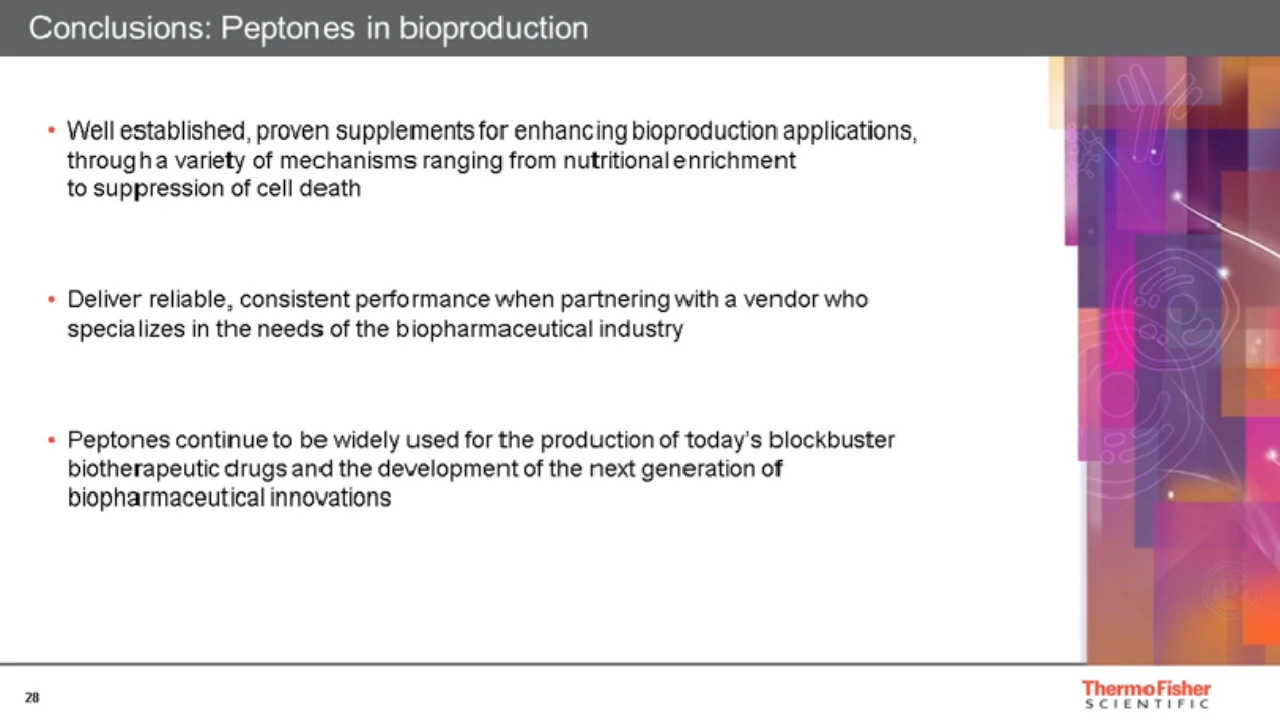 Conclusions: Peptones in bioproduction
• Well established, proven supplements for enhancing bioproduction applications,
through a variety of mechanisms ranging from nutritional enrichment
to suppression of cell death
• Deliver reliable, consistent performance when partnering with a vendor who
specializes in the needs of the biopharmaceutical industry
• Peptones continue to be widely used for the production of today's blockbuster
biotherapeutic drugs and the development of the next generation of
biopharmaceutical innovations
28
ThermoFisher
SCIENTIFIC